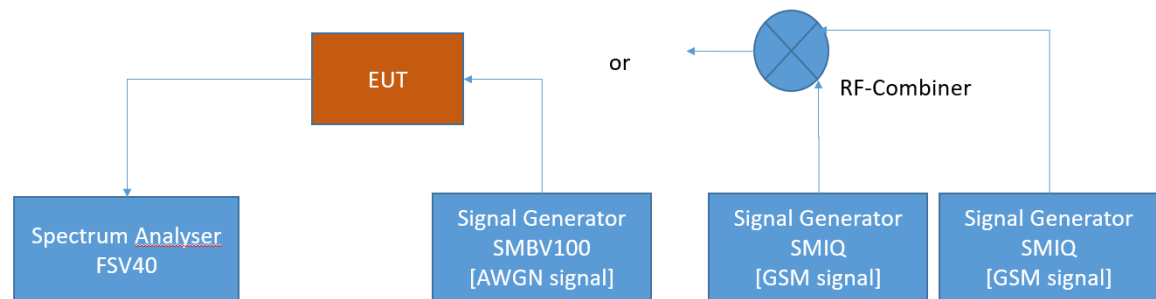 EUT
or
RF-Combiner
Spectrum Analyser
FSV40
Signal Generator
SMBV100
[AWGN signal]
Signal Generator
SMIQ
[GSM signal]
Signal Generator
SMIQ
[GSM signal]